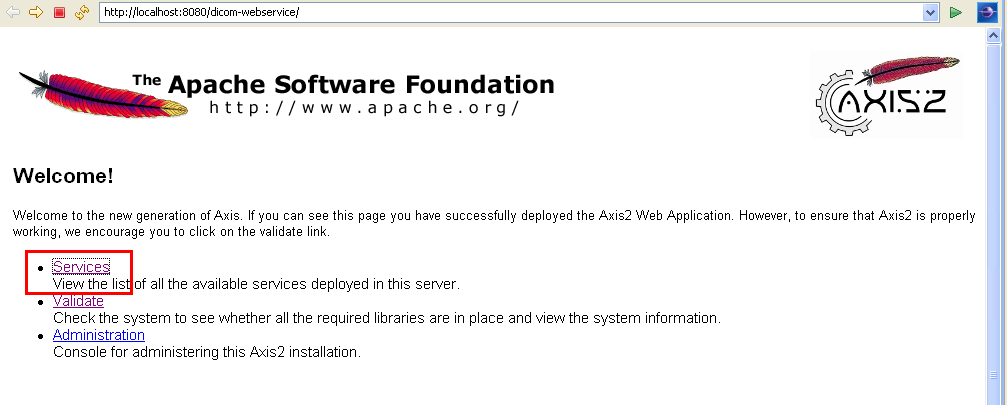 http://localhost:8080/dicom-webservice/
The Apache Software Foundation
http://www.apache.org/
AXIS2
Welcome!
Welcome to the new generation of Axis. If you can see this page you have successfully deployed the Axis2 Web Application. However, to ensure that Axis2 is properly
working, we encourage you to click on the validate link.
Services
View the list of all the available services deployed in this server.
Validate
Check the system to see whether all the required libraries are in place and view the system information.
Administration
Console for administering this Axis2 installation.